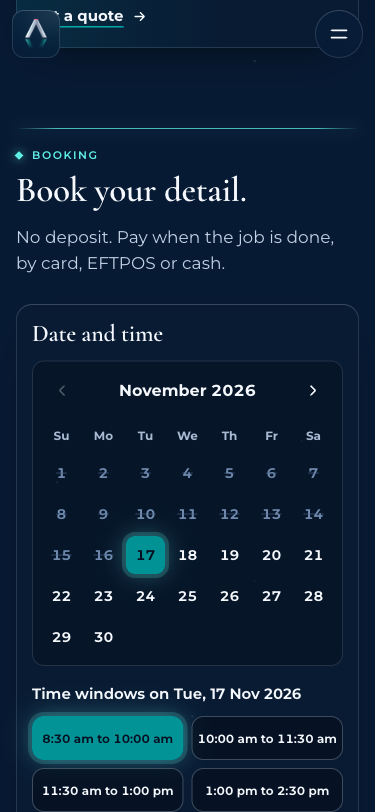 a quote →
BOOKING
Book your detail.
No deposit. Pay when the job is done,
by card, EFTPOS or cash.
Date and time
November 2026
Su Mo Tu We Th Fr Sa
1 2 3 4 5 6 7
8 9 10 11 12 13 14
15 16 17 18 19 20 21
22 23 24 25 26 27 28
29 30
Time windows on Tue, 17 Nov 2026
8:30 am to 10:00 am 10:00 am to 11:30 am
11:30 am to 1:00 pm 1:00 pm to 2:30 pm